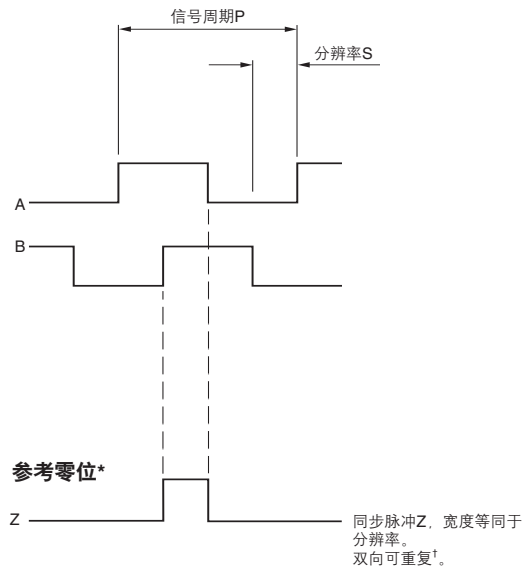 信号周期P
分辨率S
A
B
参考零位*
Z
同步脉冲Z，宽度等同于
分辨率。
双向可重复†。